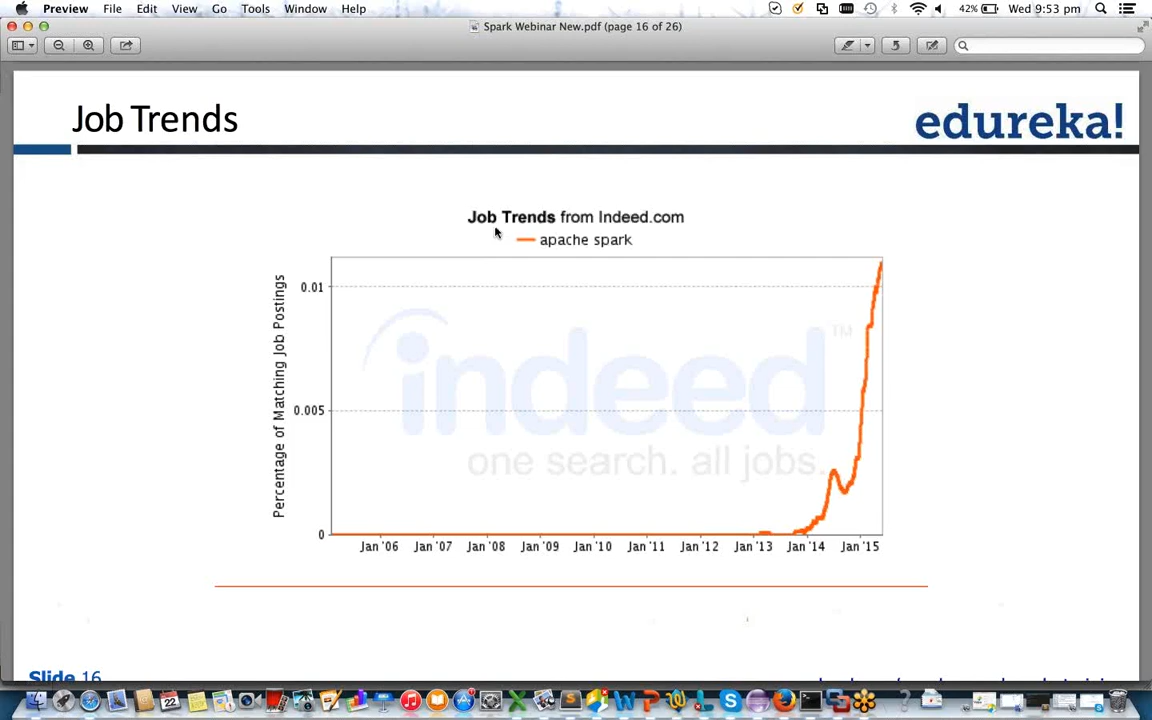 Preview File Edit View Go Tools Window Help 42% Wed 9:53 pm
Spark Webinar New.pdf (page 16 of 26)
Job Trends
edureka!
Job Trends from Indeed.com
apache spark
Percentage of Matching Job Postings
0.01
0.005
0
indeed TM
one search. all jobs.
Jan '06 Jan '07 Jan '08 Jan '09 Jan '10 Jan '11 Jan '12 Jan '13 Jan '14 Jan '15
Slide 16
22